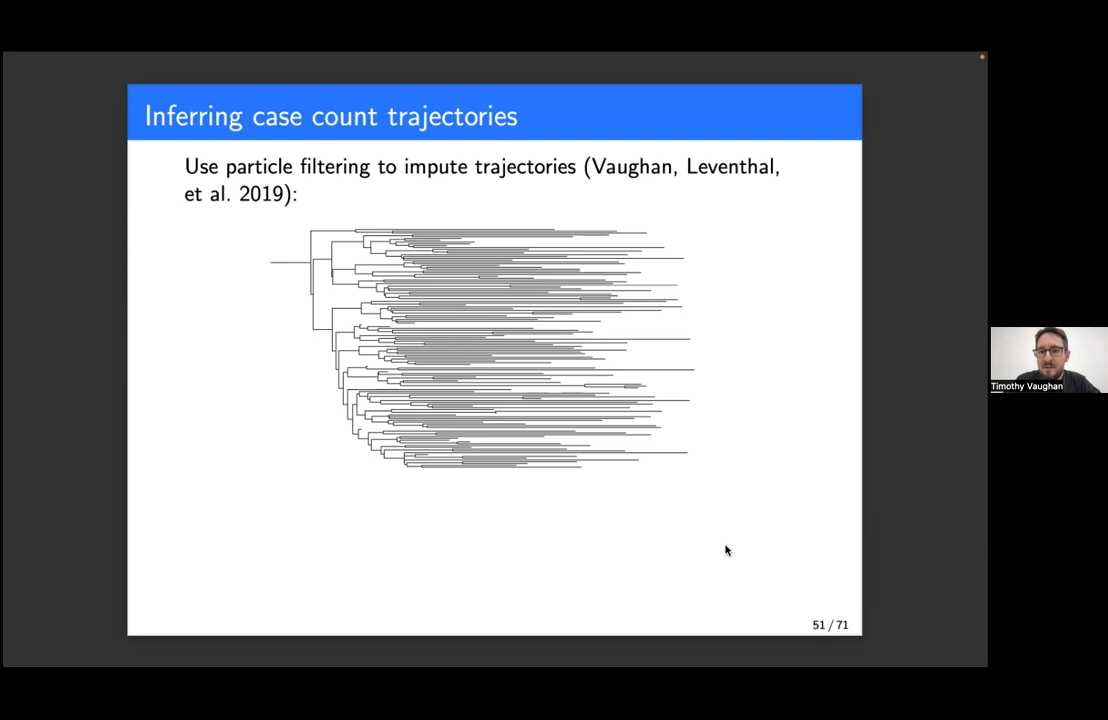 Inferring case count trajectories
Use particle filtering to impute trajectories (Vaughan, Leventhal,
et al. 2019):
Timothy Vaughan
51 / 71